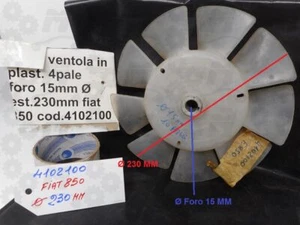 ventola in
plast. 4pale
foro 15mm Ø
est.230mm fiat
850 cod.4102100
4102100
FIAT 850
Ø 230 MM
Ø 230 MM
Ø Foro 15 MM